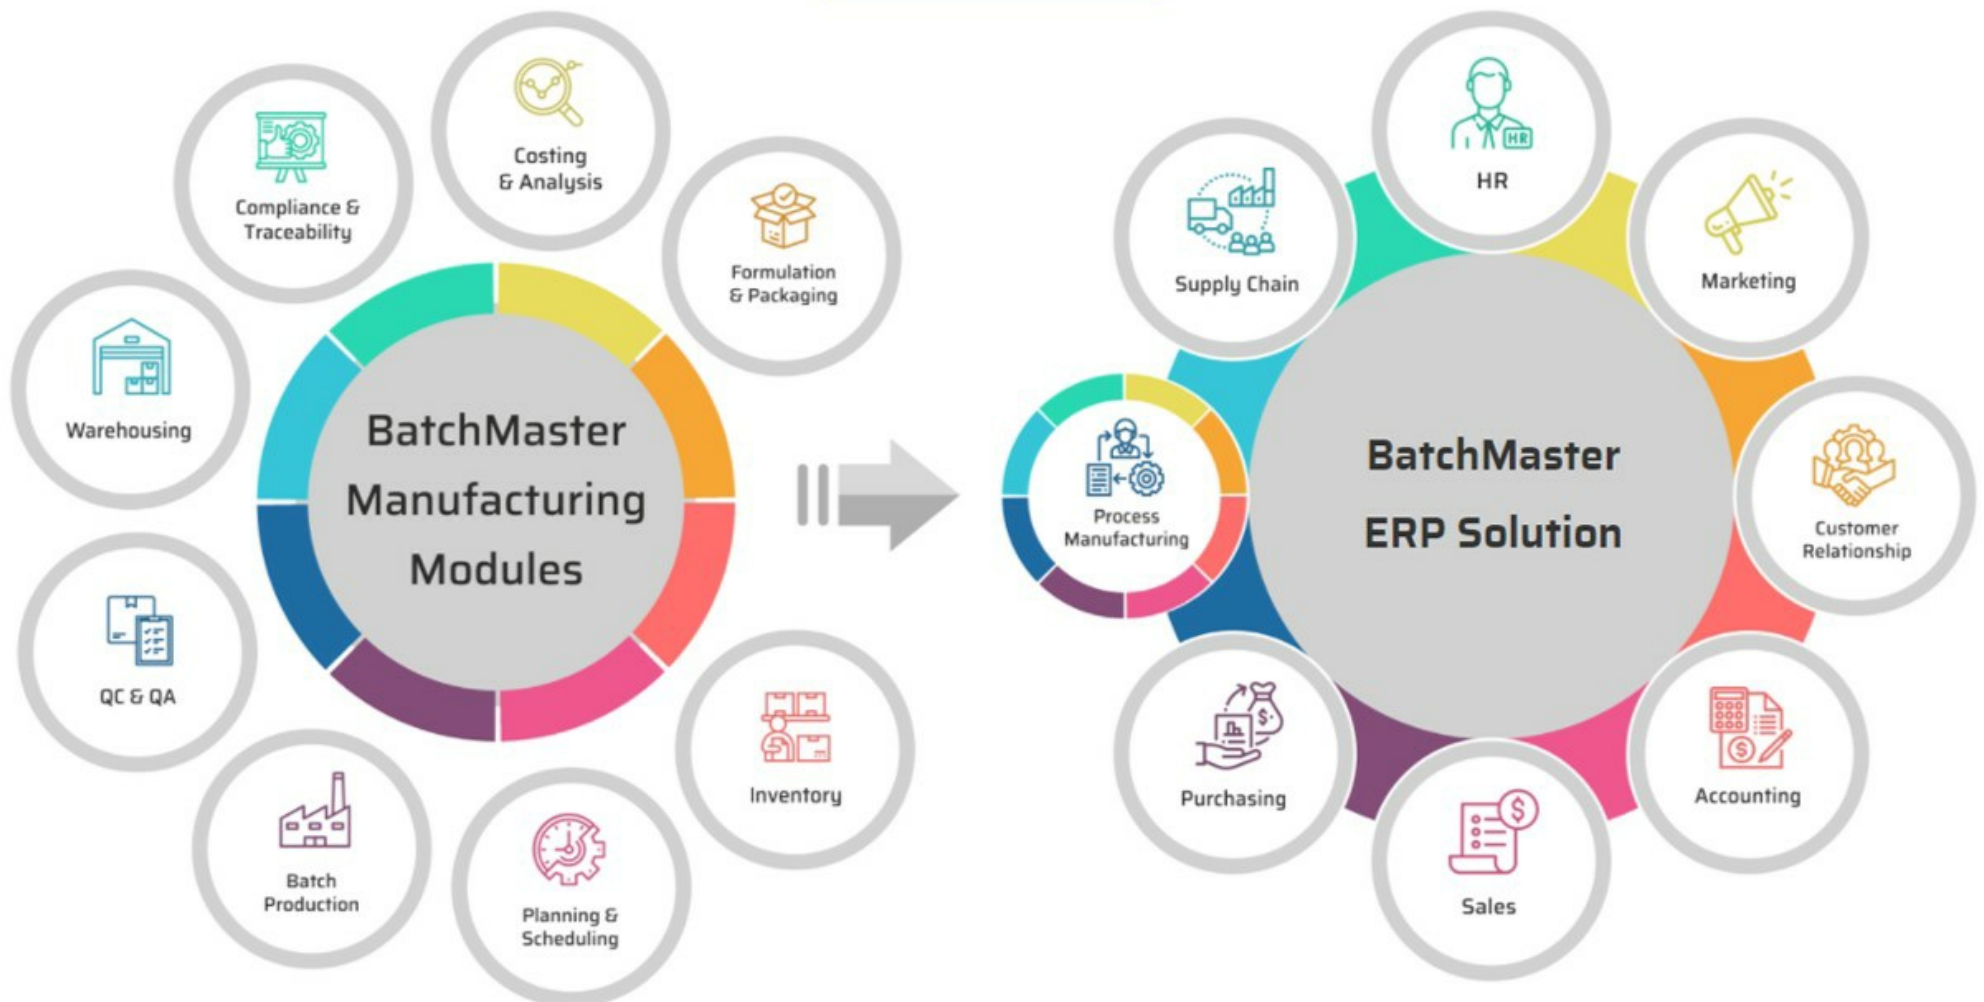 Costing
& Analysis
Compliance &
Traceability
Formulation
& Packaging
Warehousing
BatchMaster
Manufacturing
Modules
QC & QA
Inventory
Batch
Production
Planning &
Scheduling
HR
HR
Supply Chain
Marketing
Process
Manufacturing
BatchMaster
ERP Solution
Customer
Relationship
$
Purchasing
$
Accounting
$
Sales